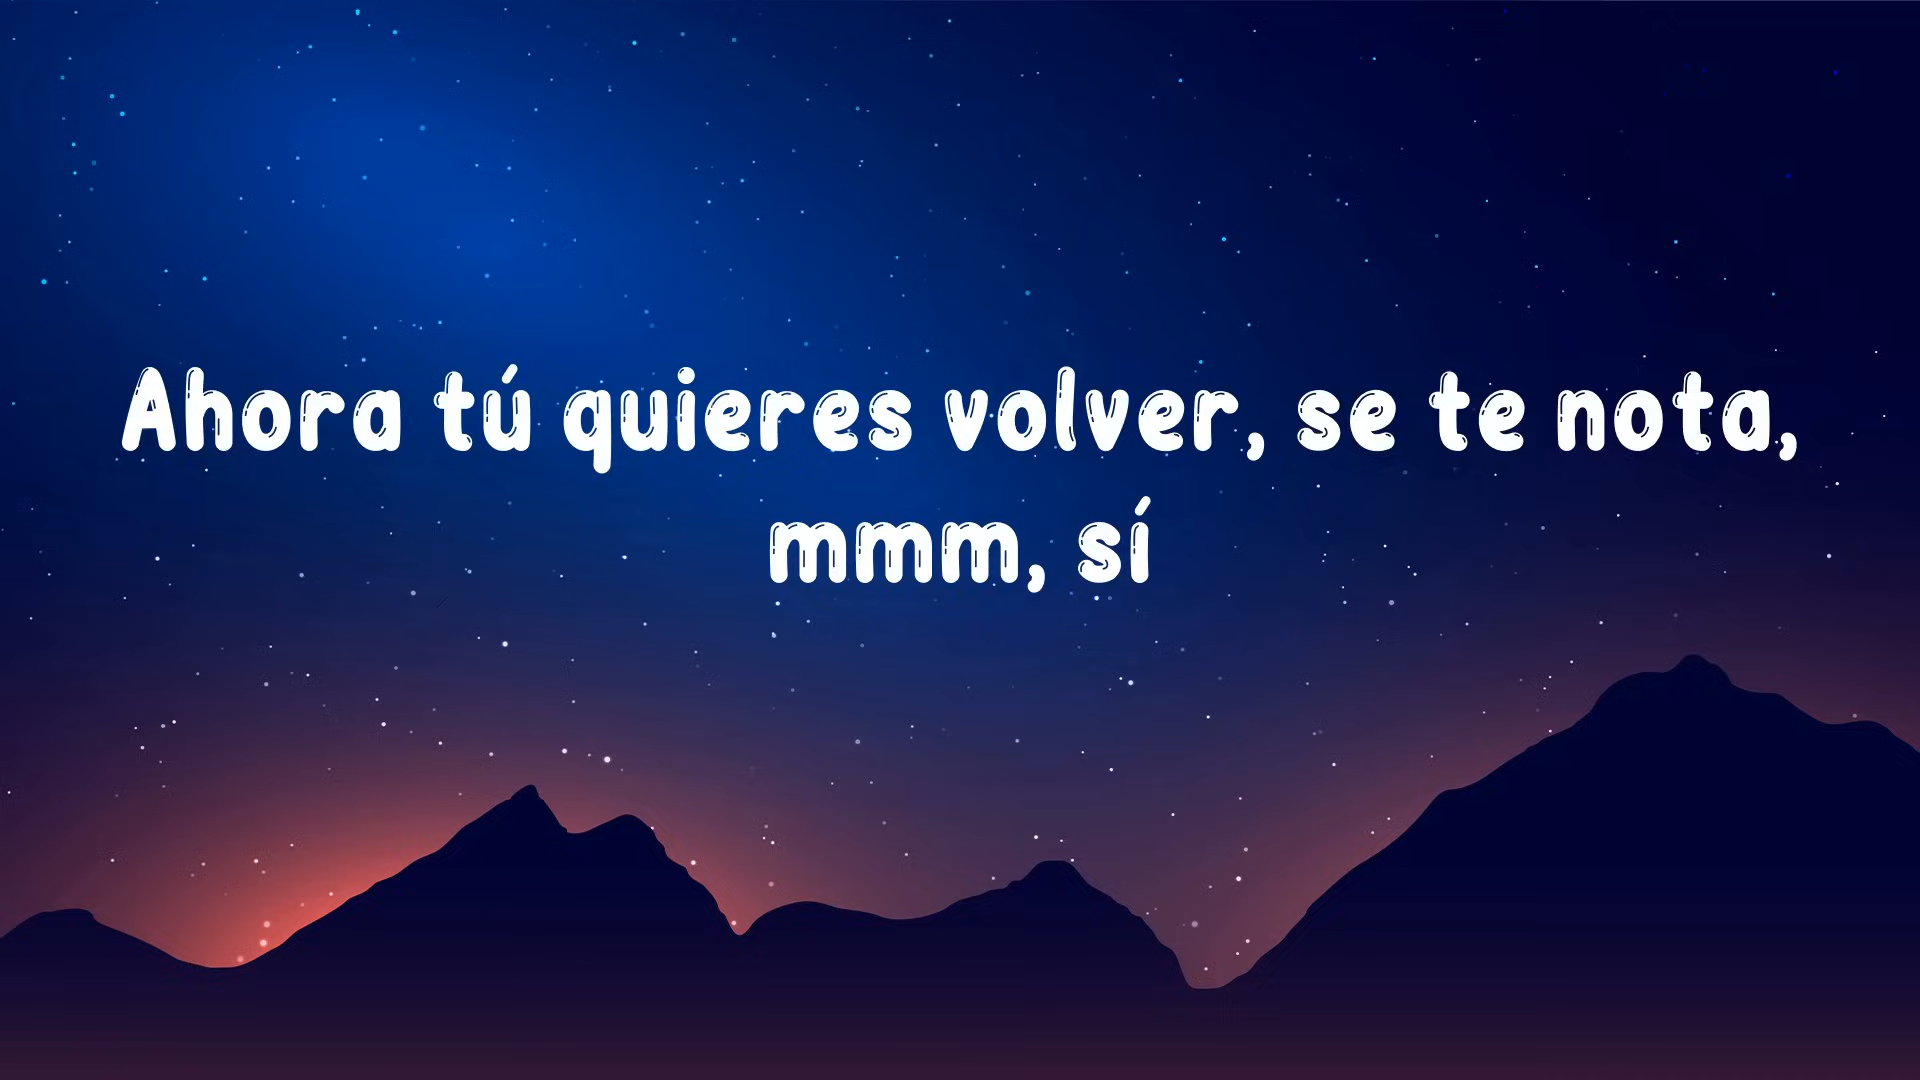 Ahora tú quieres volver, se te nota,
mmm, sí